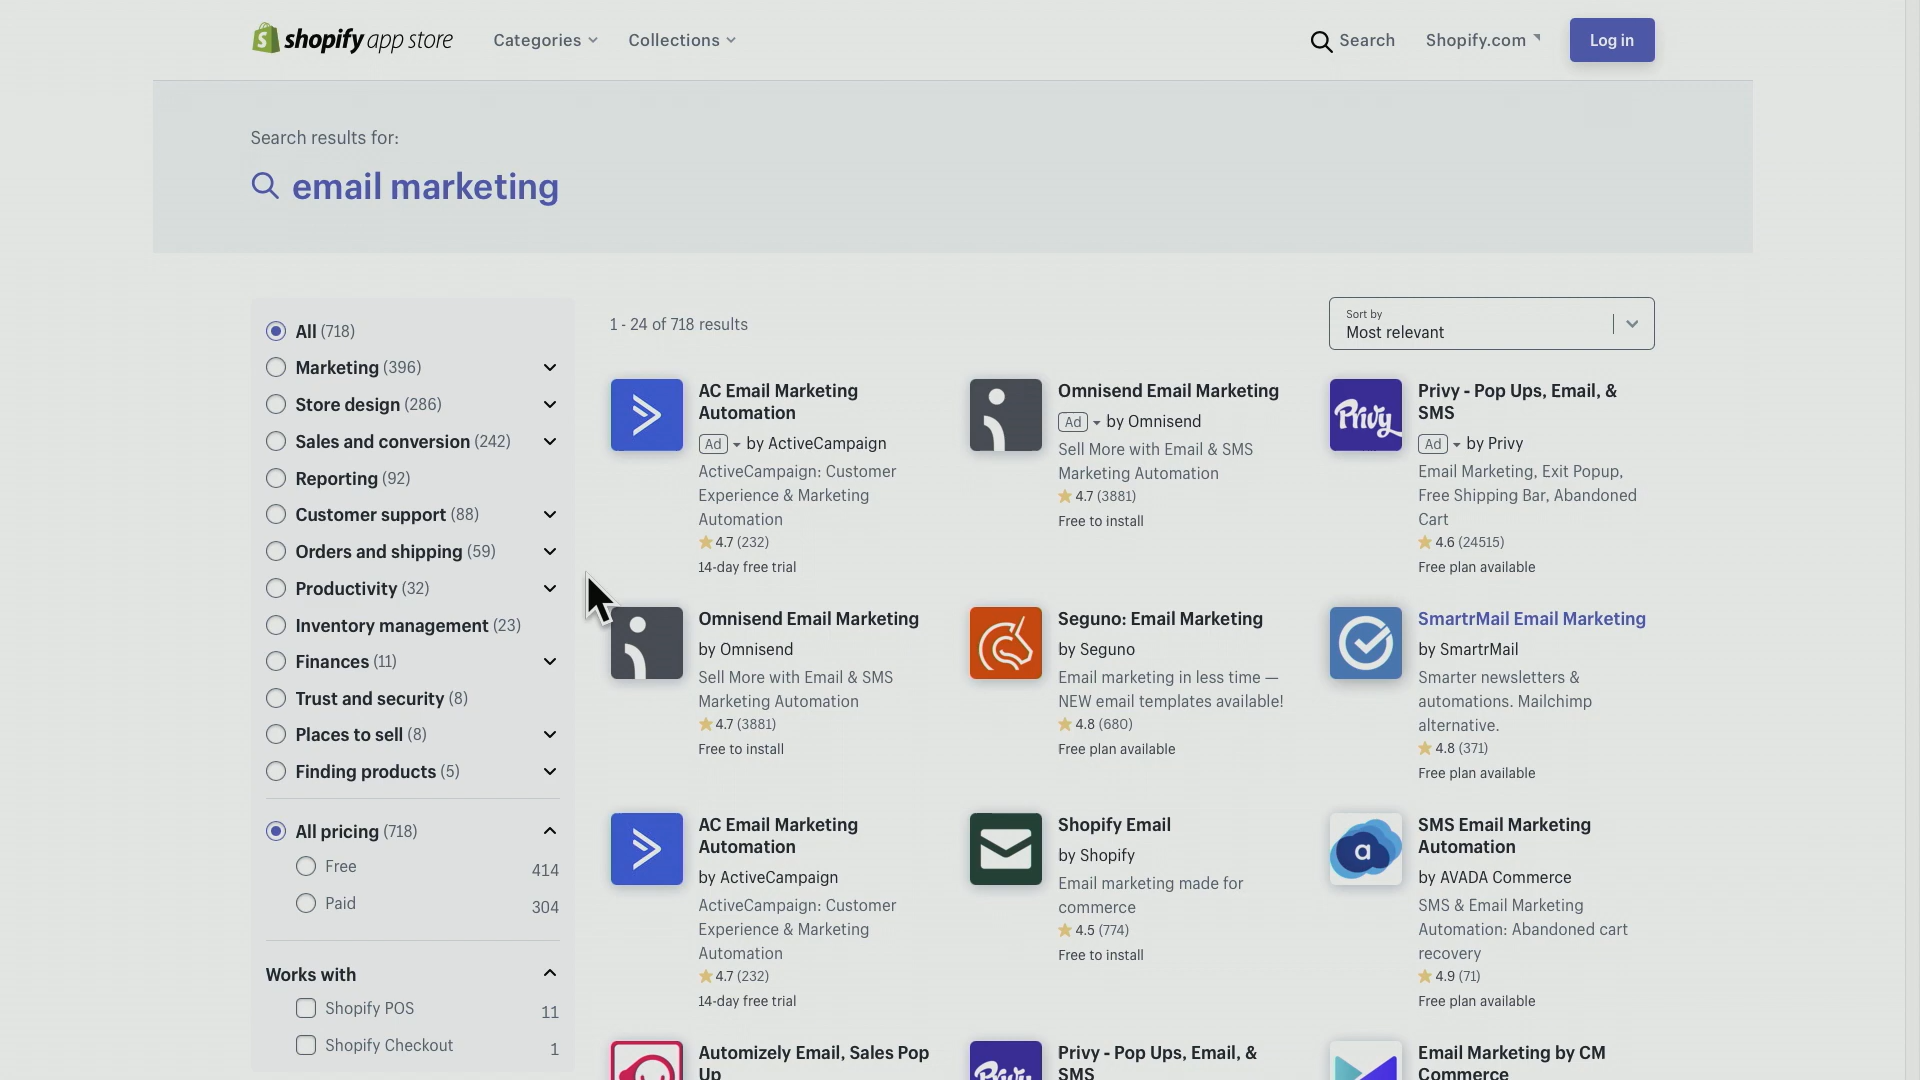 shopify app store
Categories
Collections
Search
Shopify.com
Log in
Search results for:
email marketing
All (718)
Marketing (396)
Store design (286)
Sales and conversion (242)
Reporting (92)
Customer support (88)
Orders and shipping (59)
Productivity (32)
Inventory management (23)
Finances (11)
Trust and security (8)
Places to sell (8)
Finding products (5)
All pricing (718)
Free 414
Paid 304
Works with
Shopify POS 11
Shopify Checkout 1
1 - 24 of 718 results
Sort by
Most relevant
AC Email Marketing
Automation
Ad by ActiveCampaign
ActiveCampaign: Customer
Experience & Marketing
Automation
4.7 (232)
14-day free trial
Omnisend Email Marketing
Ad by Omnisend
Sell More with Email & SMS
Marketing Automation
4.7 (3881)
Free to install
Privy
Privy - Pop Ups, Email, &
SMS
Ad by Privy
Email Marketing, Exit Popup,
Free Shipping Bar, Abandoned
Cart
4.6 (24515)
Free plan available
Omnisend Email Marketing
by Omnisend
Sell More with Email & SMS
Marketing Automation
4.7 (3881)
Free to install
Seguno: Email Marketing
by Seguno
Email marketing in less time —
NEW email templates available!
4.8 (680)
Free plan available
SmartrMail Email Marketing
by SmartrMail
Smarter newsletters &
automations. Mailchimp
alternative.
4.8 (371)
Free plan available
AC Email Marketing
Automation
by ActiveCampaign
ActiveCampaign: Customer
Experience & Marketing
Automation
4.7 (232)
14-day free trial
Shopify Email
by Shopify
Email marketing made for
commerce
4.5 (774)
Free to install
a
SMS Email Marketing
Automation
by AVADA Commerce
SMS & Email Marketing
Automation: Abandoned cart
recovery
4.9 (71)
Free plan available
Automizely Email, Sales Pop
Up
Privy
Privy - Pop Ups, Email, &
SMS
Email Marketing by CM
Commerce